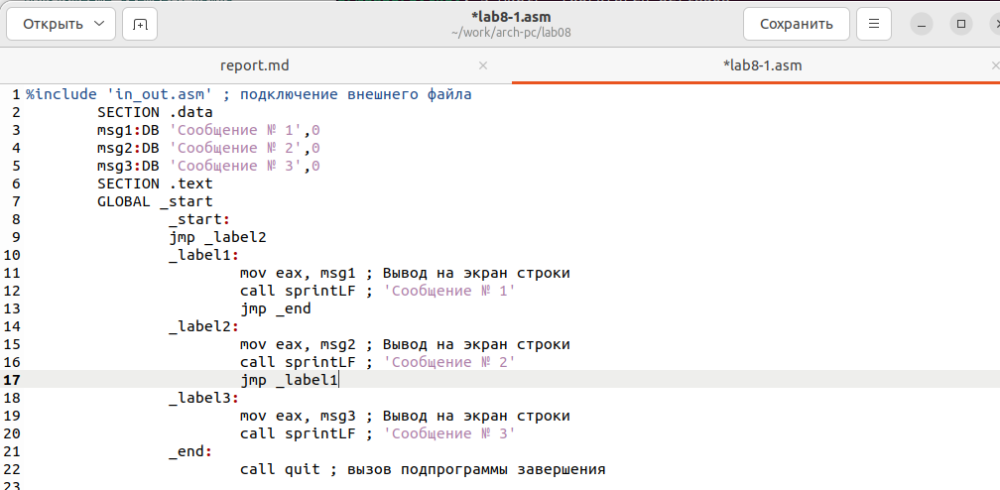 Открыть
*lab8-1.asm
~/work/arch-pc/lab08
Сохранить
report.md
*lab8-1.asm
1 %include 'in_out.asm' ; подключение внешнего файла
2 SECTION .data
3 msg1:DB 'Сообщение № 1',0
4 msg2:DB 'Сообщение № 2',0
5 msg3:DB 'Сообщение № 3',0
6 SECTION .text
7 GLOBAL _start
8 _start:
9 jmp _label2
10 _label1:
11 mov eax, msg1 ; Вывод на экран строки
12 call sprintLF ; 'Сообщение № 1'
13 jmp _end
14 _label2:
15 mov eax, msg2 ; Вывод на экран строки
16 call sprintLF ; 'Сообщение № 2'
17 jmp _label1
18 _label3:
19 mov eax, msg3 ; Вывод на экран строки
20 call sprintLF ; 'Сообщение № 3'
21 _end:
22 call quit ; вызов подпрограммы завершения
23